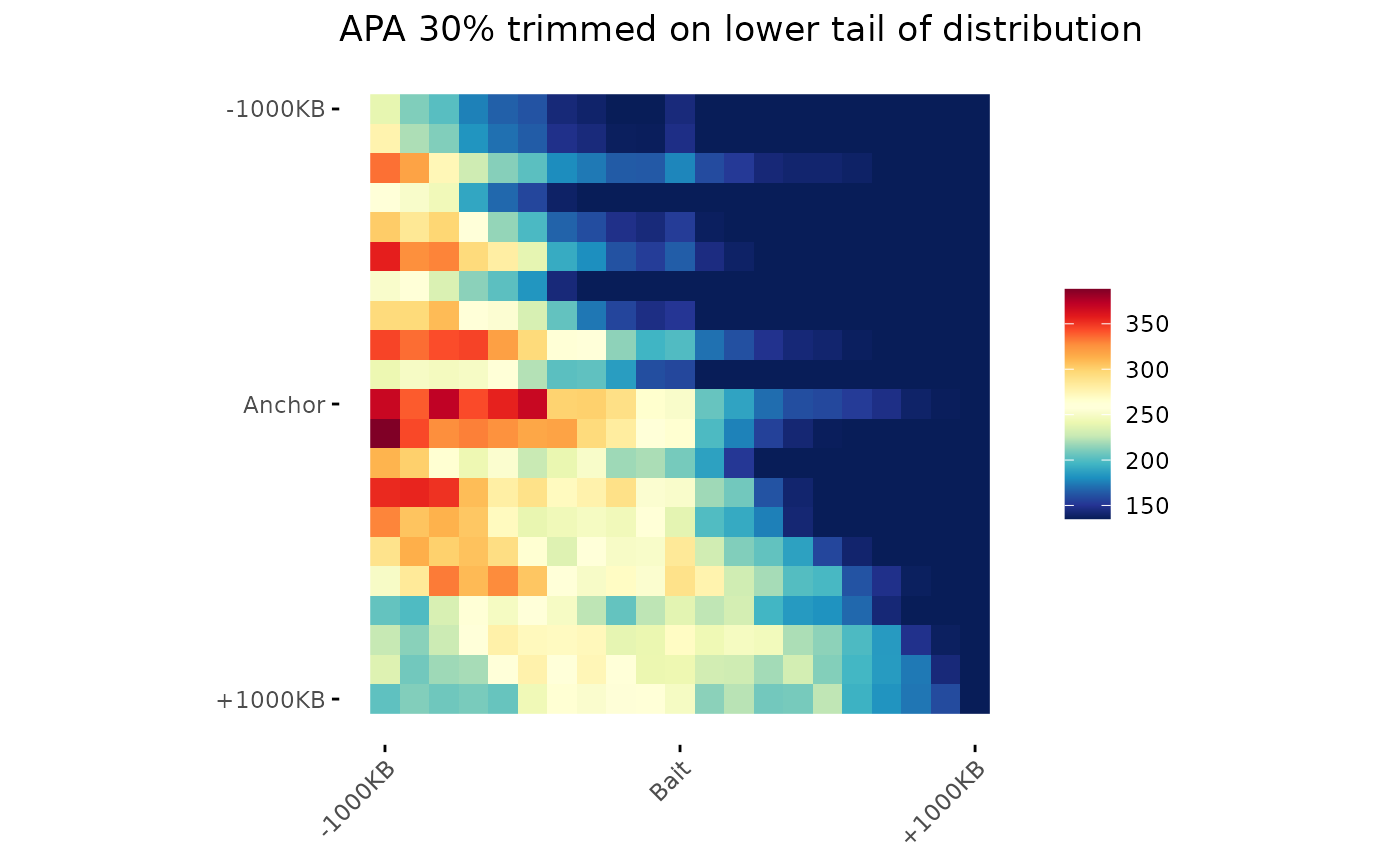 APA 30% trimmed on lower tail of distribution
-1000KB
Anchor
+1000KB
-1000KB
Bait
+1000KB
350
300
250
200
150